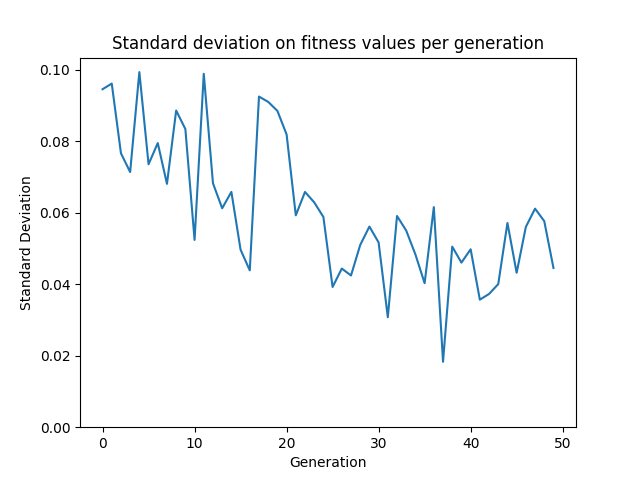 Standard deviation on fitness values per generation
0.10
0.08
0.06
0.04
0.02
0.00
Standard Deviation
0 10 20 30 40 50
Generation